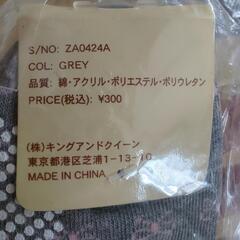 S/NO: ZA0424A
COL: GREY
品質: 綿・アクリル・ポリエステル・ポリウレタン
PRICE(税込): ¥300
(株)キングアンドクイーン
東京都港区芝浦1-13-10
MADE IN CHINA